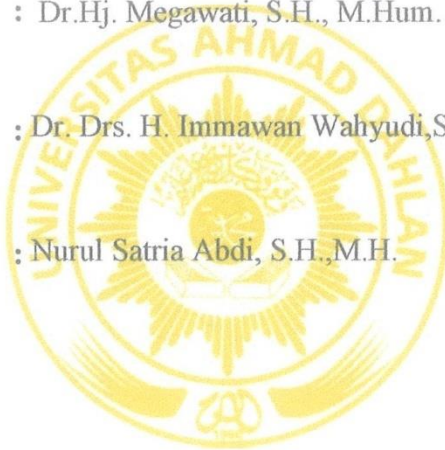 : Dr.Hj. Megawati, S.H., M.Hum.
: Dr. Drs. H. Immawan Wahyudi,S
: Nurul Satria Abdi, S.H.,M.H.
UNIVERSITAS AHMAD DAHLAN